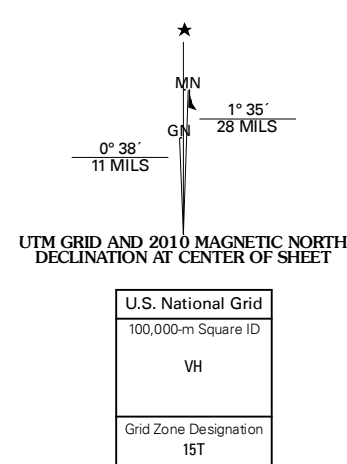 MN
1° 35´
28 MILS
GN
0° 38´
11 MILS
UTM GRID AND 2010 MAGNETIC NORTH
DECLINATION AT CENTER OF SHEET
U.S. National Grid
100,000-m Square ID
VH
Grid Zone Designation
15T